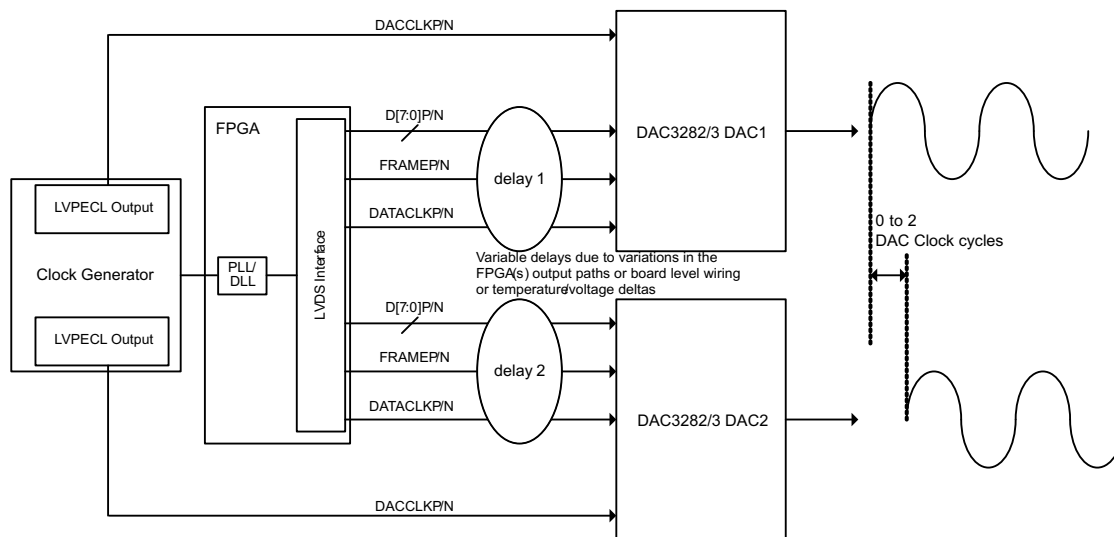 DACCLKP/N
FPGA
D[7:0]P/N
FRAMEP/N
DATACLKP/N
delay 1
DAC3282/3 DAC1
LVPECL Output
Clock Generator
LVPECL Output
PLL/
DLL
LVDS Interface
Variable delays due to variations in the
FPGA(s) output paths or board level wiring
or temperature/voltage deltas
0 to 2
DAC Clock cycles
D[7:0]P/N
FRAMEP/N
DATACLKP/N
delay 2
DAC3282/3 DAC2
DACCLKP/N